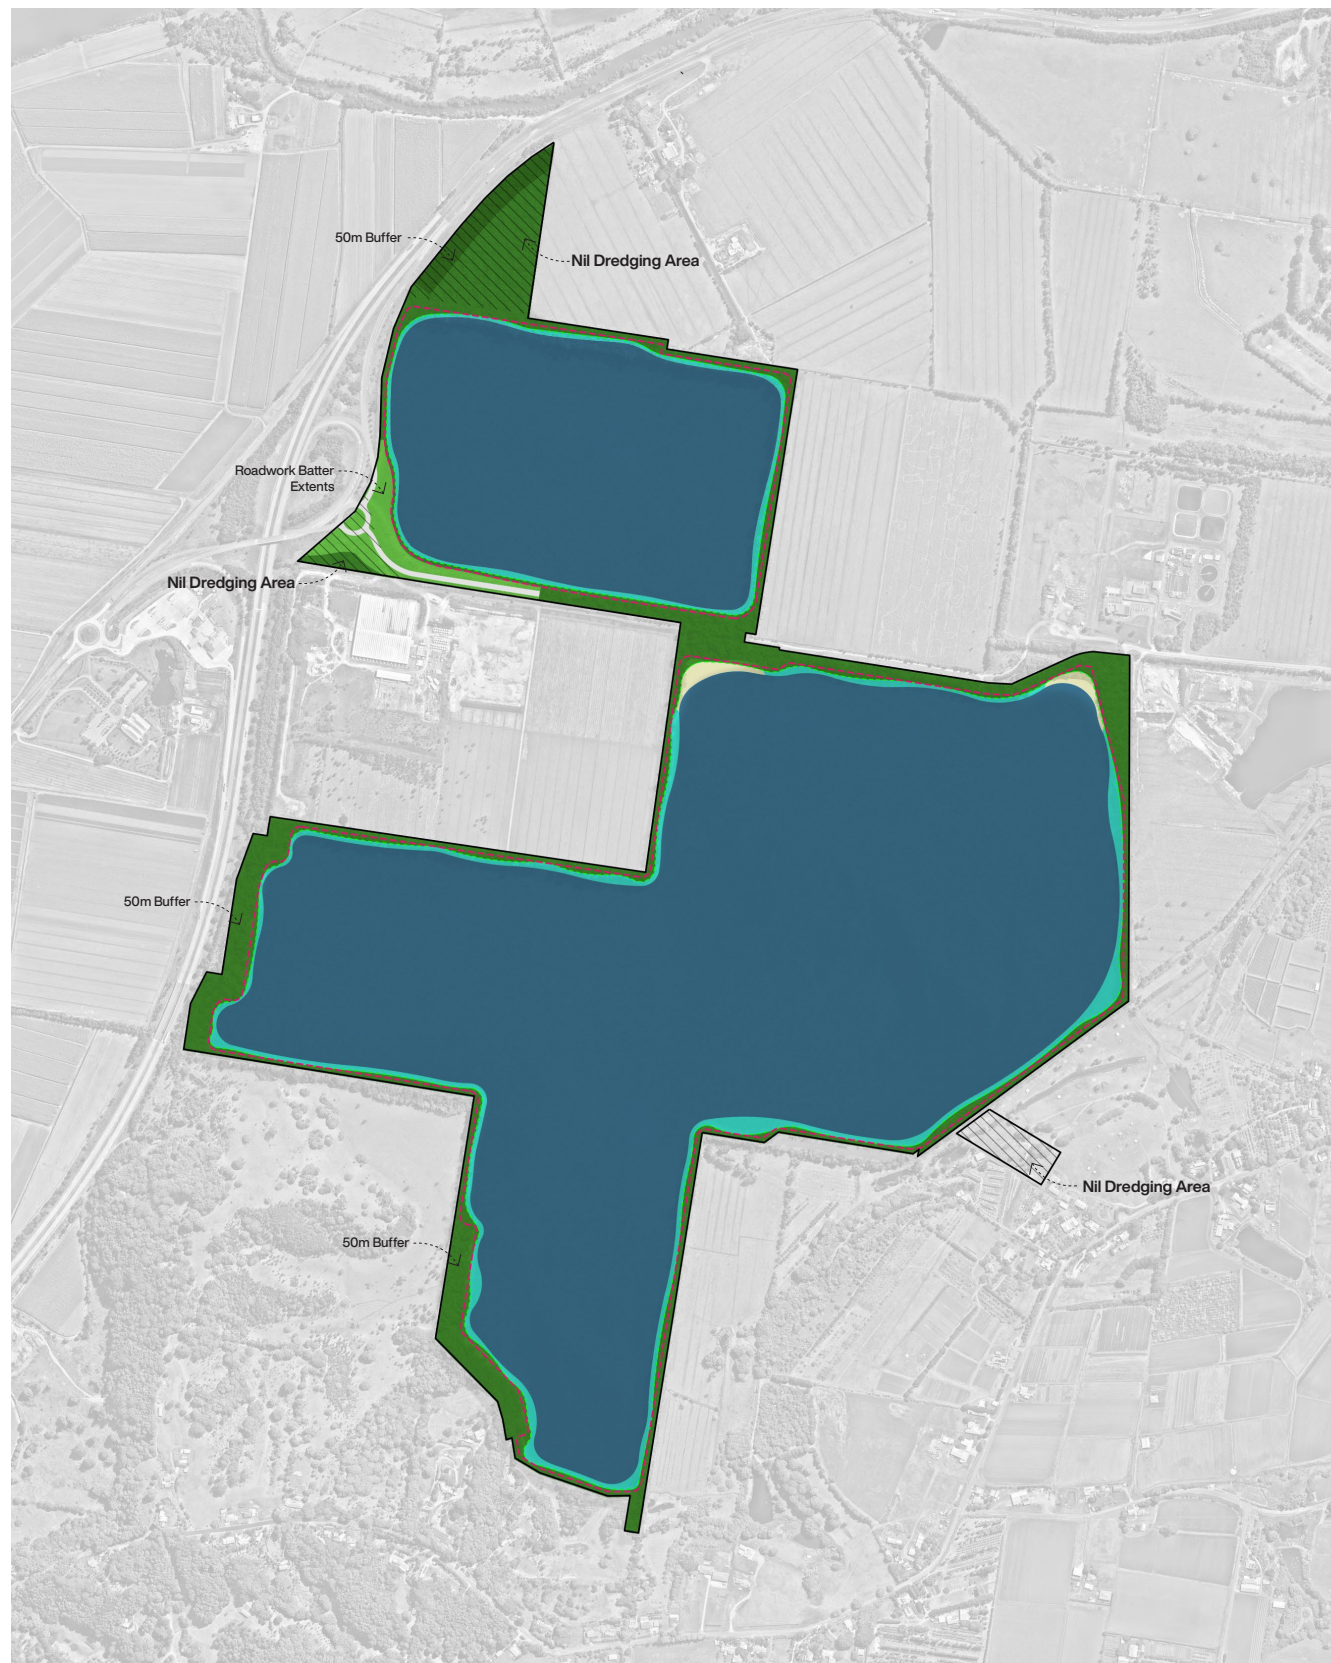 50m Buffer
Nil Dredging Area
Roadwork Batter
Extents
Nil Dredging Area
50m Buffer
Nil Dredging Area
50m Buffer